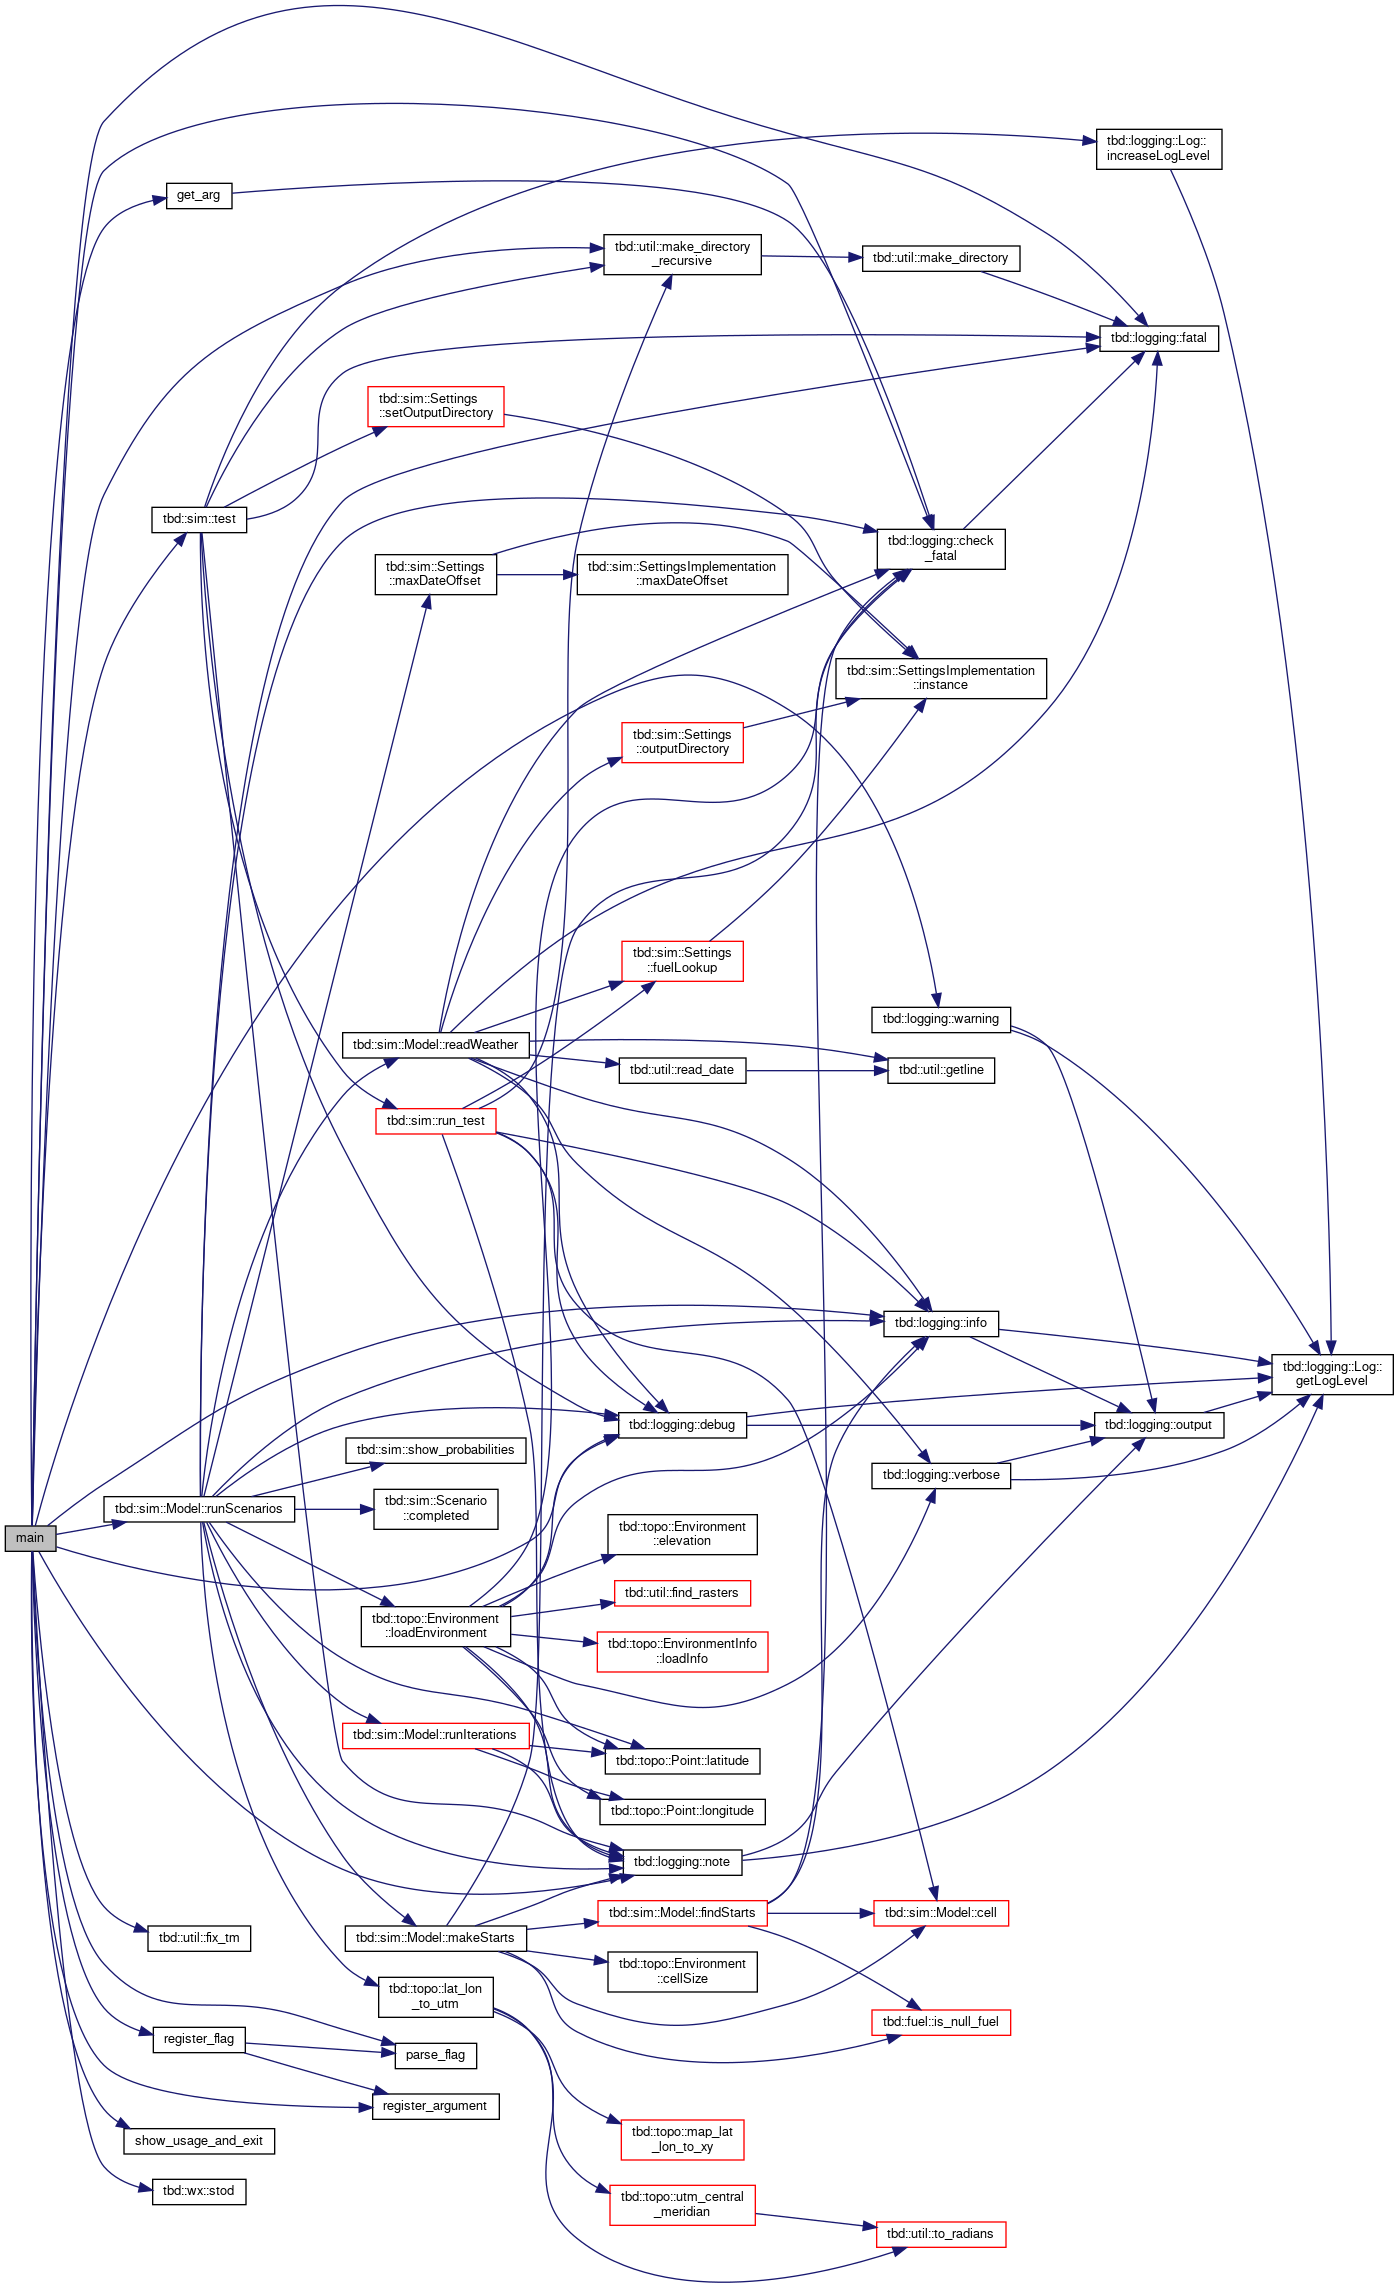 tbd::logging::Log::
increaseLogLevel
get_arg
tbd::util::make_directory
_recursive
tbd::util::make_directory
tbd::logging::fatal
tbd::sim::Settings
::setOutputDirectory
tbd::sim::test
tbd::logging::check
_fatal
tbd::sim::Settings
::maxDateOffset
tbd::sim::SettingsImplementation
::maxDateOffset
tbd::sim::SettingsImplementation
::instance
tbd::sim::Settings
::outputDirectory
tbd::sim::Settings
::fuelLookup
tbd::logging::warning
tbd::sim::Model::readWeather
tbd::util::read_date
tbd::util::getline
tbd::sim::run_test
tbd::logging::info
tbd::logging::Log::
getLogLevel
tbd::logging::debug
tbd::logging::output
tbd::sim::show_probabilities
tbd::logging::verbose
tbd::sim::Model::runScenarios
tbd::sim::Scenario
::completed
main
tbd::topo::Environment
::elevation
tbd::util::find_rasters
tbd::topo::Environment
::loadEnvironment
tbd::topo::EnvironmentInfo
::loadInfo
tbd::sim::Model::runIterations
tbd::topo::Point::latitude
tbd::topo::Point::longitude
tbd::logging::note
tbd::sim::Model::findStarts
tbd::sim::Model::cell
tbd::util::fix_tm
tbd::sim::Model::makeStarts
tbd::topo::Environment
::cellSize
tbd::topo::lat_lon
_to_utm
tbd::fuel::is_null_fuel
register_flag
parse_flag
register_argument
show_usage_and_exit
tbd::topo::map_lat
_lon_to_xy
tbd::wx::stod
tbd::topo::utm_central
_meridian
tbd::util::to_radians